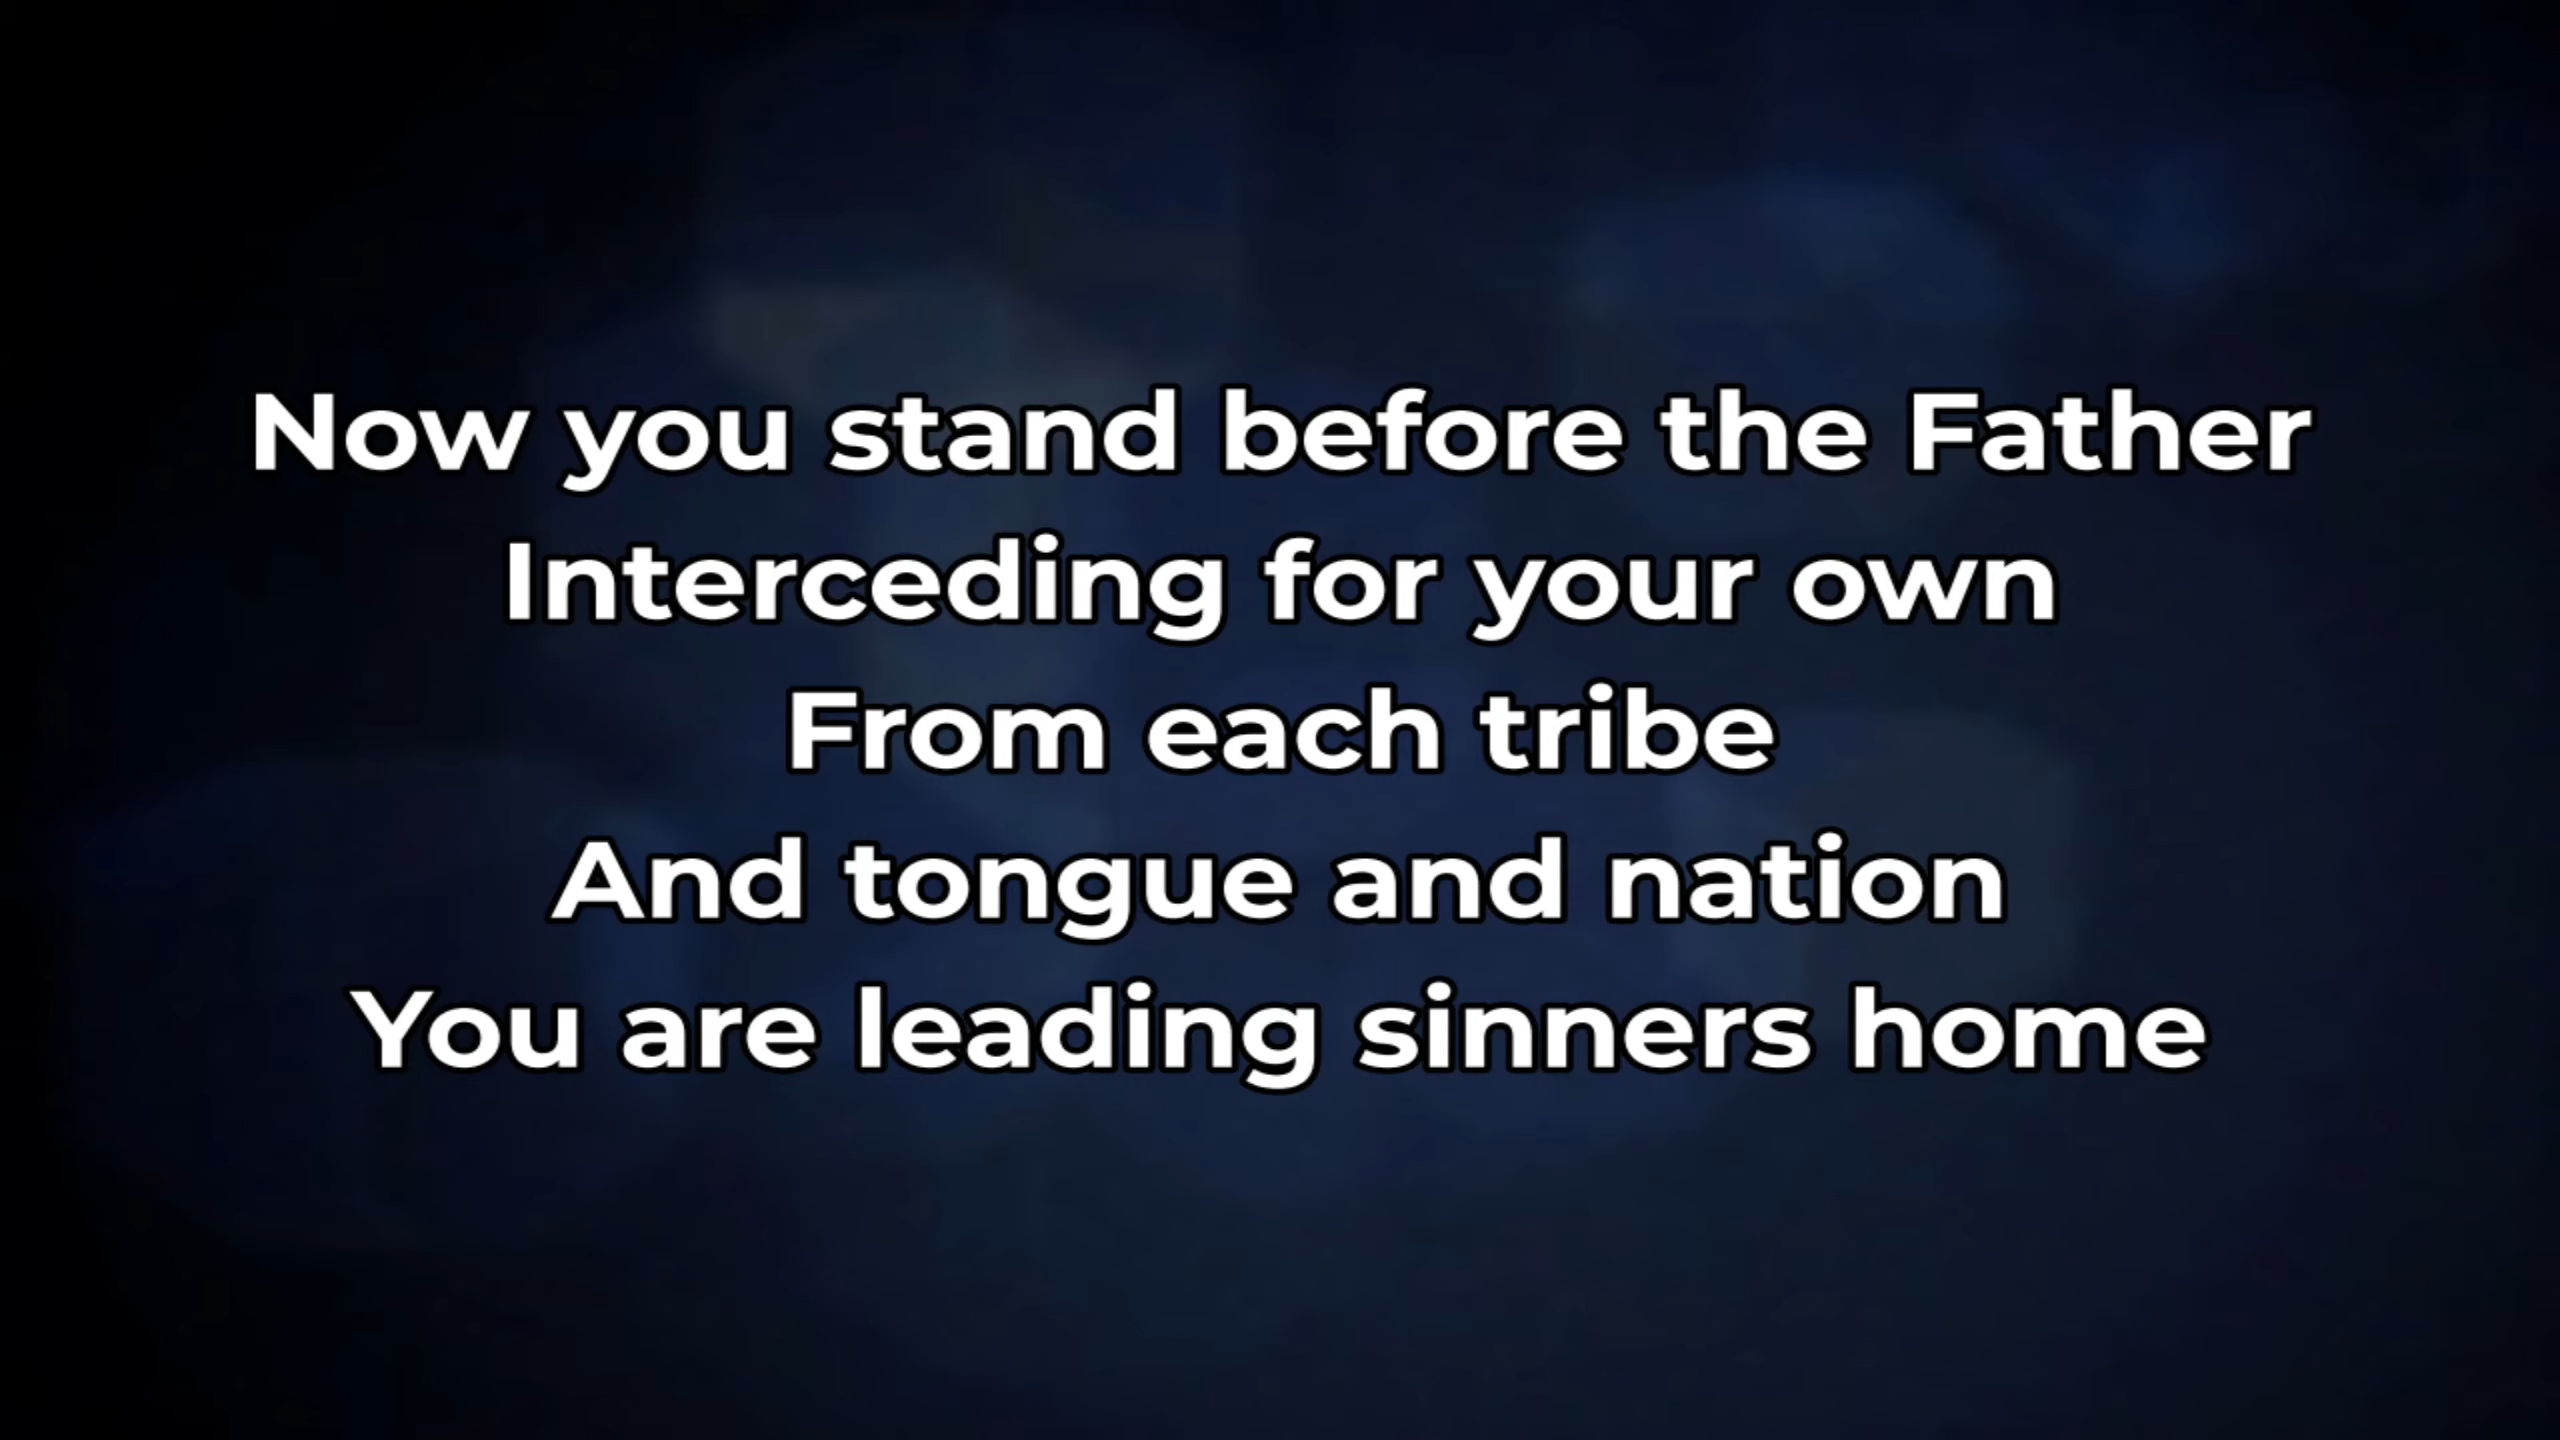 Now you stand before the Father
Interceding for your own
From each tribe
And tongue and nation
You are leading sinners home